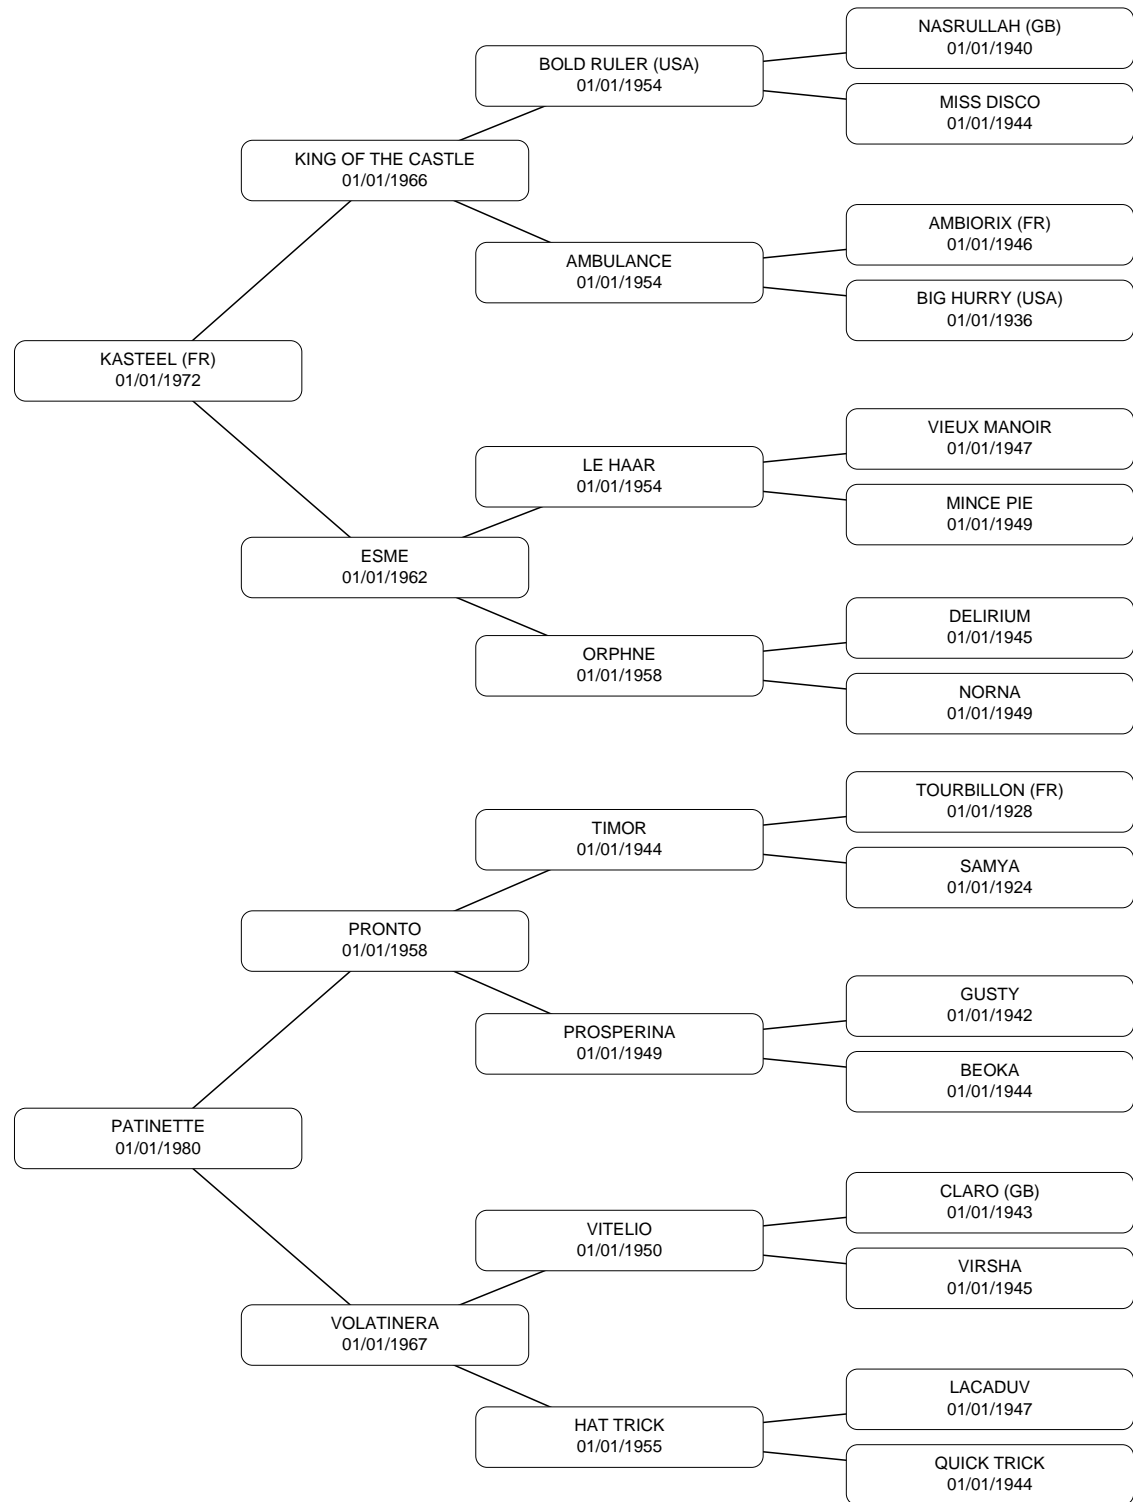 NASRULLAH (GB)
01/01/1940
BOLD RULER (USA)
01/01/1954
MISS DISCO
01/01/1944
KING OF THE CASTLE
01/01/1966
AMBIORIX (FR)
01/01/1946
AMBULANCE
01/01/1954
BIG HURRY (USA)
01/01/1936
KASTEEL (FR)
01/01/1972
VIEUX MANOIR
01/01/1947
LE HAAR
01/01/1954
MINCE PIE
01/01/1949
ESME
01/01/1962
DELIRIUM
01/01/1945
ORPHNE
01/01/1958
NORNA
01/01/1949
TOURBILLON (FR)
01/01/1928
TIMOR
01/01/1944
SAMYA
01/01/1924
PRONTO
01/01/1958
GUSTY
01/01/1942
PROSPERINA
01/01/1949
BEOKA
01/01/1944
PATINETTE
01/01/1980
CLARO (GB)
01/01/1943
VITELIO
01/01/1950
VIRSHA
01/01/1945
VOLATINERA
01/01/1967
LACADUV
01/01/1947
HAT TRICK
01/01/1955
QUICK TRICK
01/01/1944